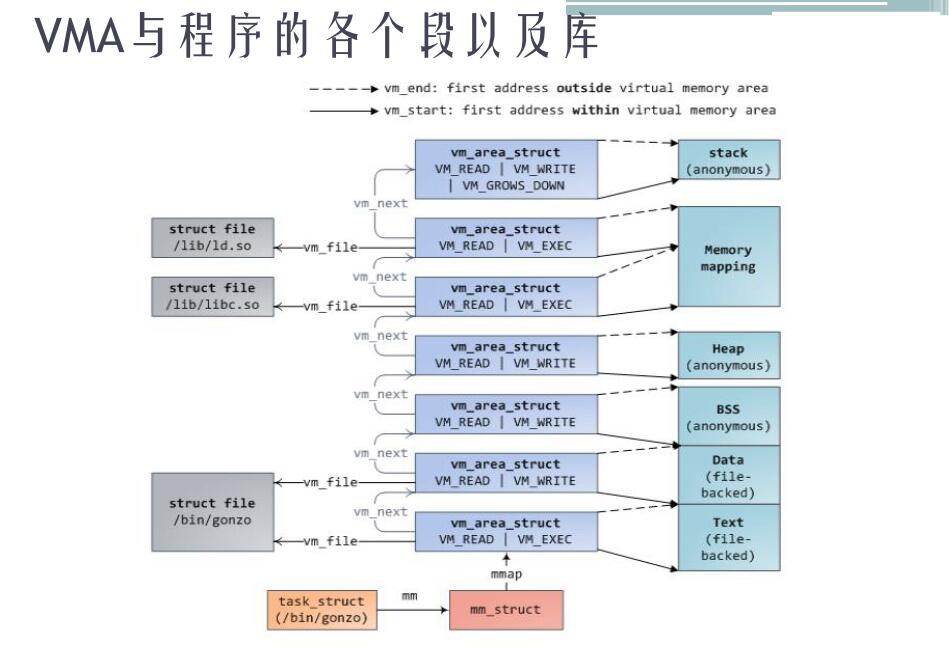 VMA与程序的各个段以及库
vm_end: first address outside virtual memory area
vm_start: first address within virtual memory area
vm_area_struct
VM_READ | VM_WRITE
| VM_GROWS_DOWN
stack
(anonymous)
vm_next
struct file
/lib/ld.so
vm_file
vm_area_struct
VM_READ | VM_EXEC
Memory
mapping
vm_next
struct file
/lib/libc.so
vm_file
vm_area_struct
VM_READ | VM_EXEC
vm_next
vm_area_struct
VM_READ | VM_WRITE
Heap
(anonymous)
vm_next
vm_area_struct
VM_READ | VM_WRITE
BSS
(anonymous)
vm_next
vm_file
vm_area_struct
VM_READ | VM_WRITE
Data
(file-
backed)
struct file
/bin/gonzo
vm_next
vm_file
vm_area_struct
VM_READ | VM_EXEC
Text
(file-
backed)
mmap
task_struct
(/bin/gonzo)
mm
mm_struct